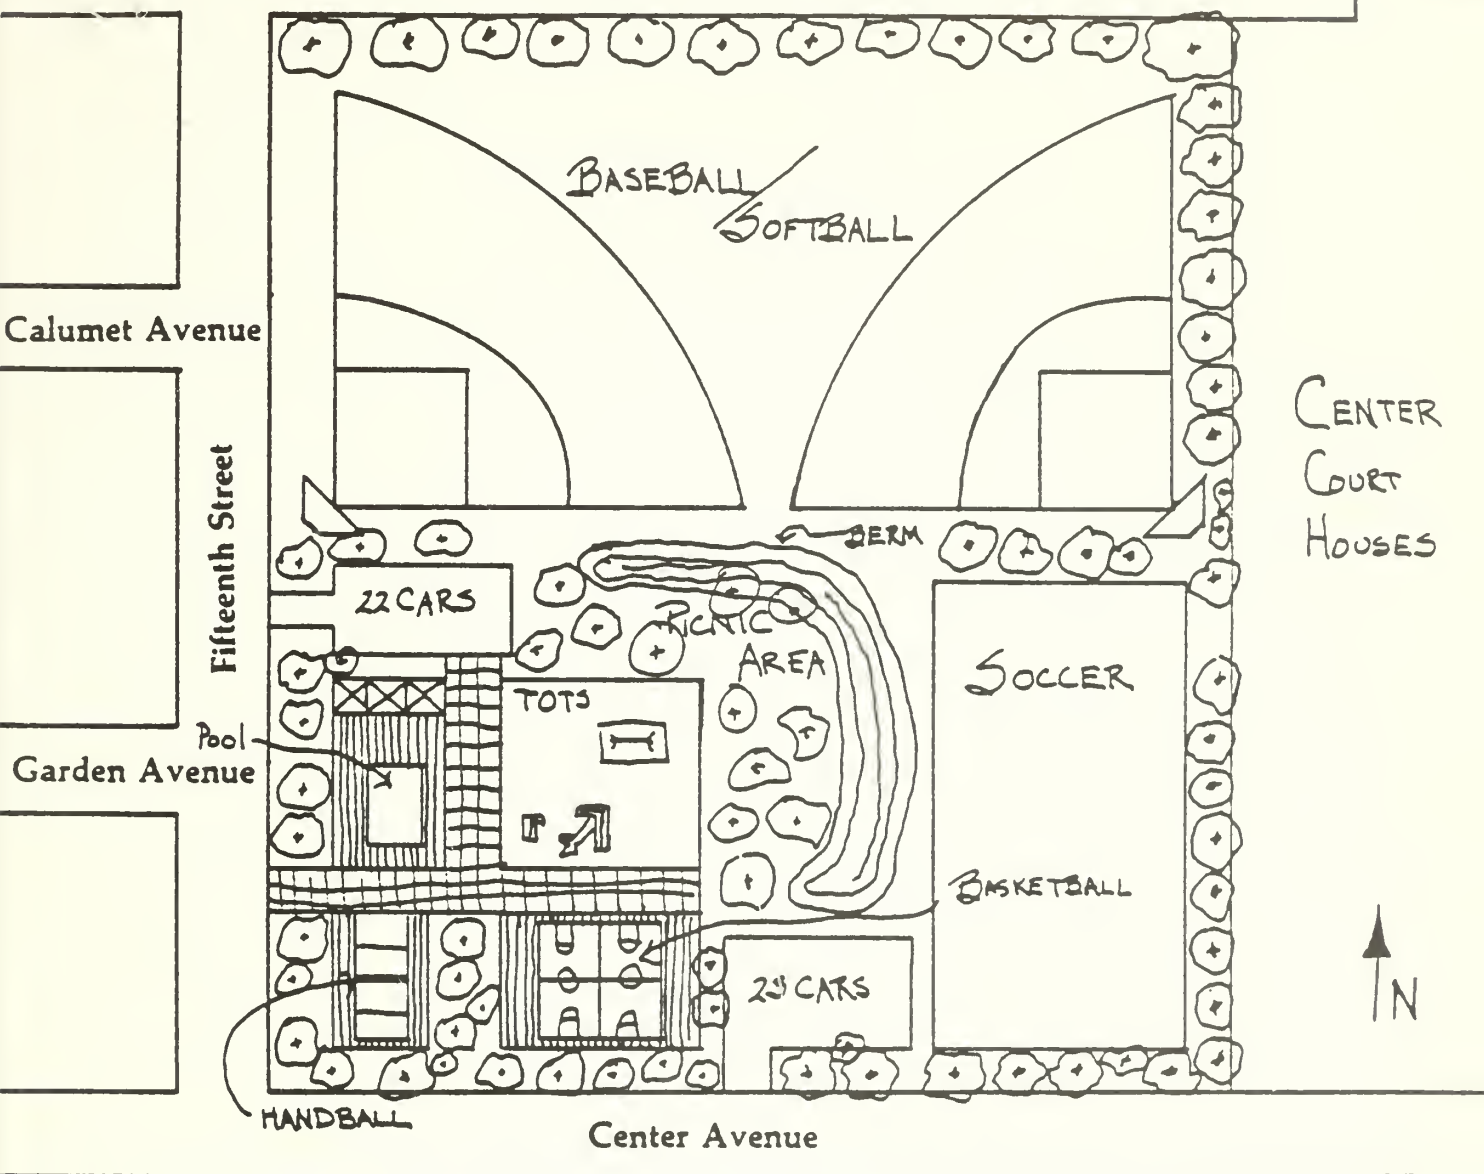 BASEBALL/
SOFTBALL
Calumet Avenue
CENTER
COURT
HOUSES
Fifteenth Street
BERM
22 CARS
PICNIC
AREA
SOCCER
TOTS
Pool
Garden Avenue
BASKETBALL
CARS
N
HANDBALL
Center Avenue